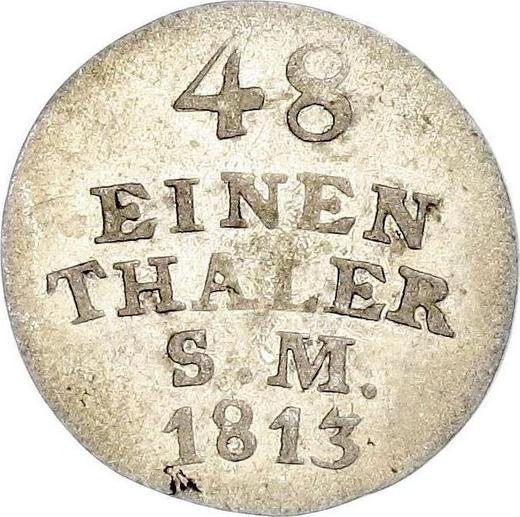 48
EINEN
THALER
S.M.
1813